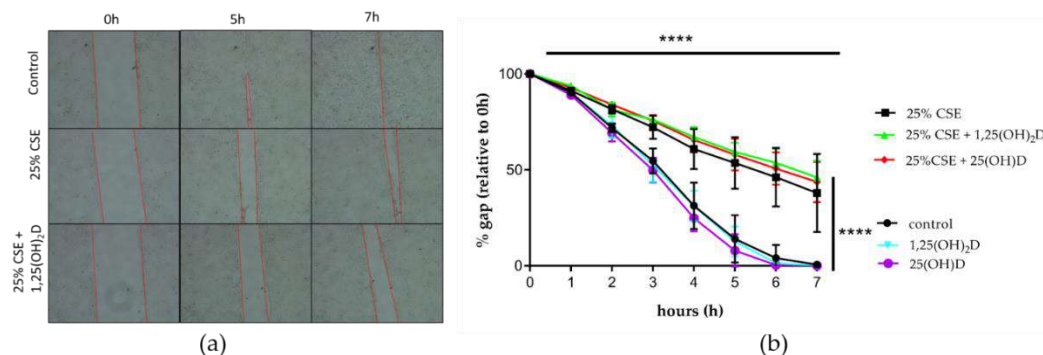 0h
5h
7h
Control
25% CSE
25% CSE +
1,25(OH)₂D
(a)
****
100
50
0
% gap (relative to 0h)
0 1 2 3 4 5 6 7
hours (h)
25% CSE
25% CSE + 1,25(OH)₂D
25%CSE + 25(OH)D
****
control
1,25(OH)₂D
25(OH)D
(b)